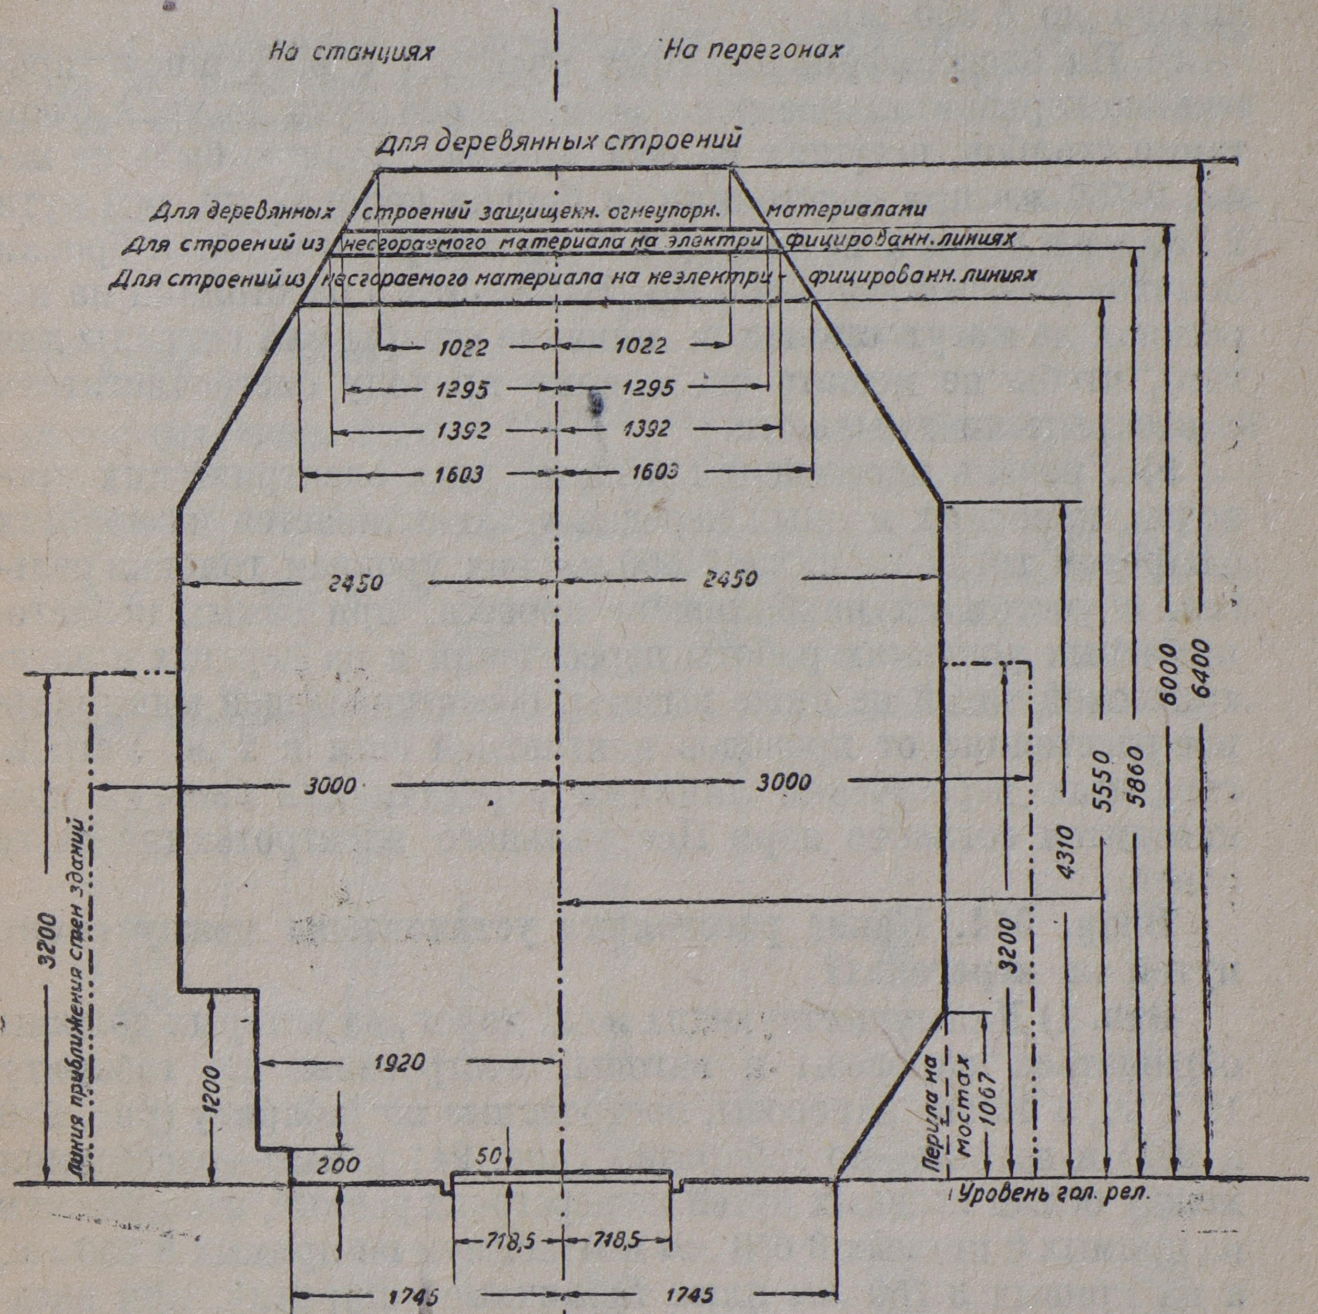 На станциях
На перегонах
Для деревянных строений
Для деревянных строений защищенн. огнеупорн. материалами
Для строений из несгораемого материала на электрифицированн. линиях
Для строений из несгораемого материала на неэлектри- фицированн. линиях
1022 1022
1295 1295
1392 1392
1603 1603
2450 2450
3000 3000
3200
Линия приближения стен зданий
1200
1920
200
50
718,5 718,5
1745 1745
Перила на
мостах
1067
3200
4310
5550
5860
6000
6400
Уровень гол. рел.